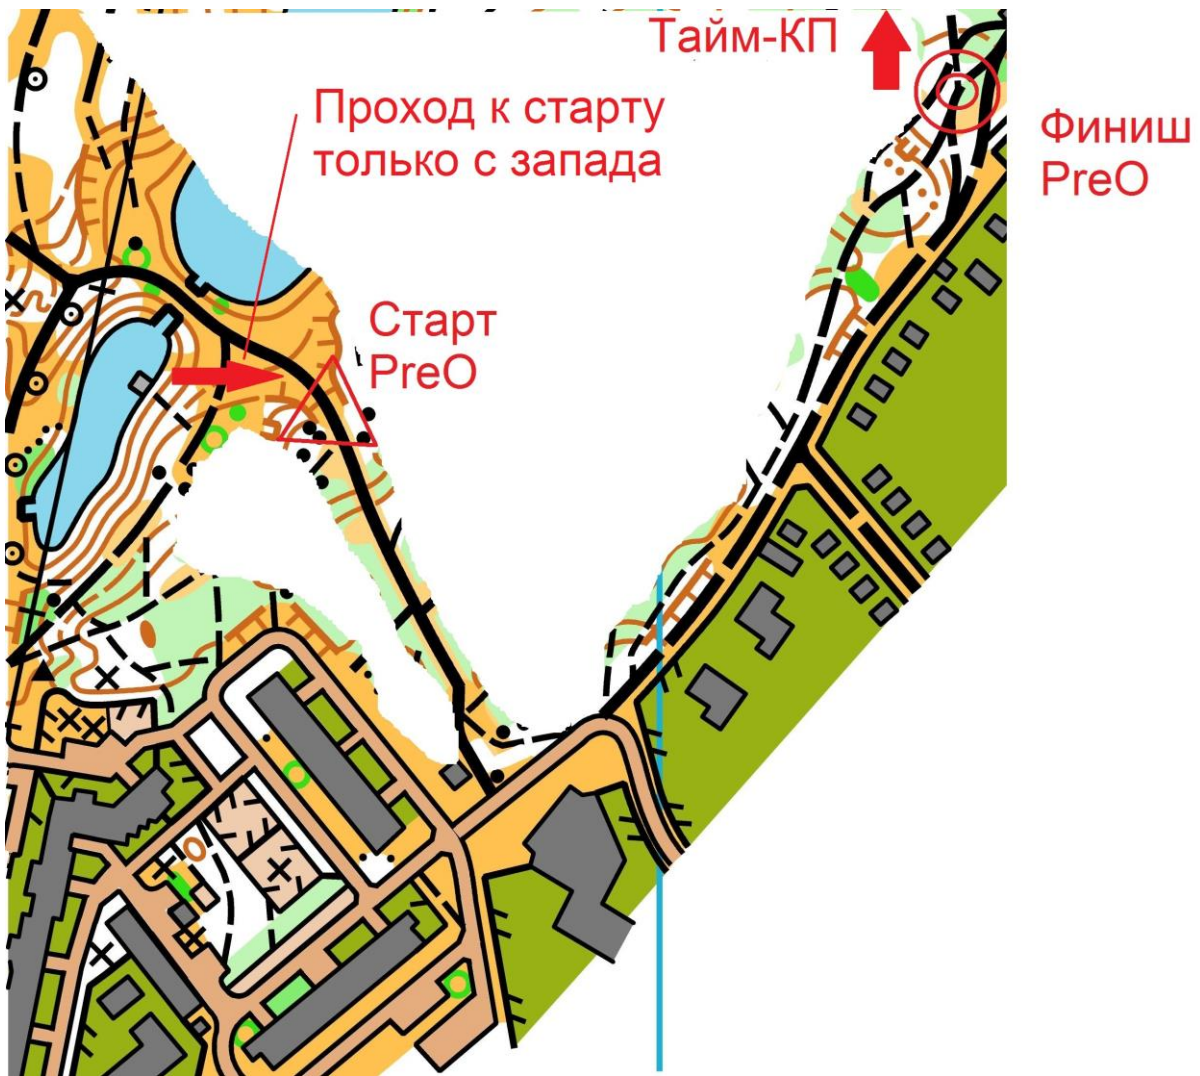 Тайм-КП
Проход к старту
только с запада
Финиш
PreO
Старт
PreO